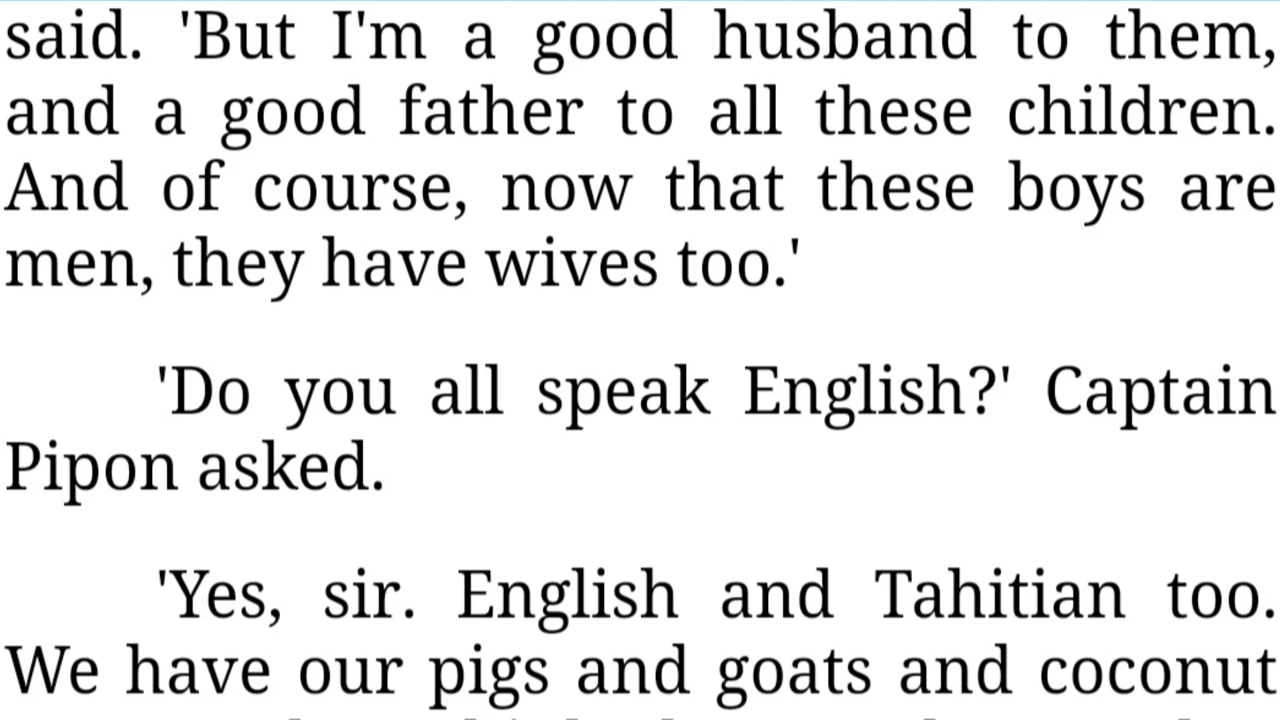 said. 'But I'm a good husband to them,
and a good father to all these children.
And of course, now that these boys are
men, they have wives too.'
'Do you all speak English?' Captain
Pipon asked.
'Yes, sir. English and Tahitian too.
We have our pigs and goats and coconut